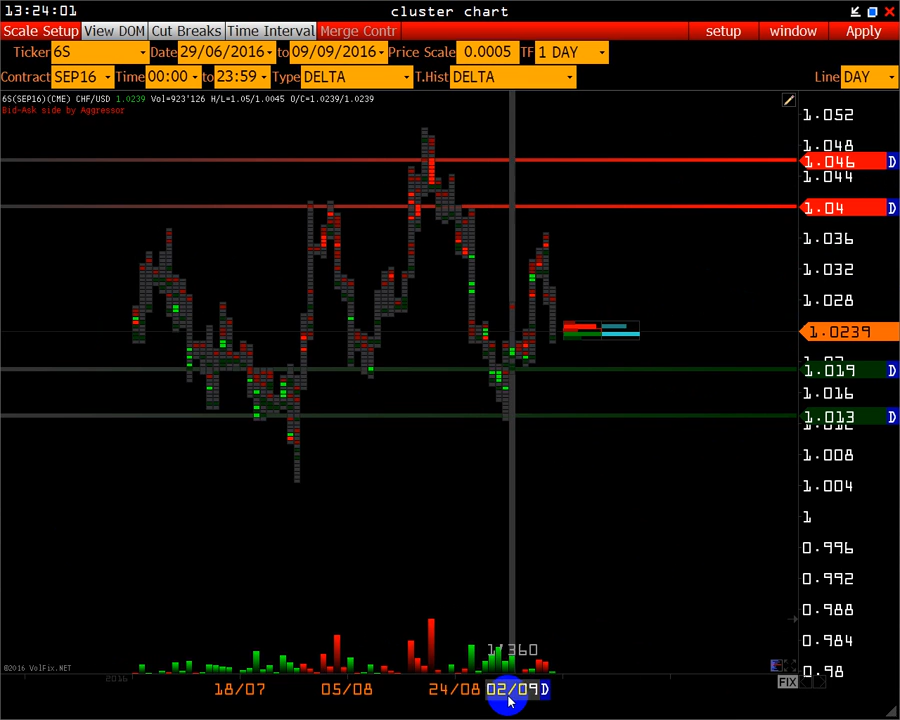 13:24:01 cluster chart
Scale Setup View DOM Cut Breaks Time Interval Merge Contr setup window Apply
Ticker 6S Date 29/06/2016 to 09/09/2016 Price Scale 0.0005 TF 1 DAY
Contract SEP16 Time 00:00 to 23:59 Type DELTA T.Hist DELTA Line DAY
6S(SEP16)(CME) CHF/USD 1.0239 Vol=923'126 H/L=1.05/1.0045 O/C=1.0239/1.0239
Bid-Ask side by Aggressor
1.052
1.048
1.046 D
1.044
1.04 D
1.036
1.032
1.028
1.0239
1.019 D
1.016
1.013 D
1.012
1.008
1.004
1
0.996
0.992
0.988
0.984
1'360
©2016 VolFix.NET
0.98
FIX
2016 18/07 05/08 24/08 02/09 D